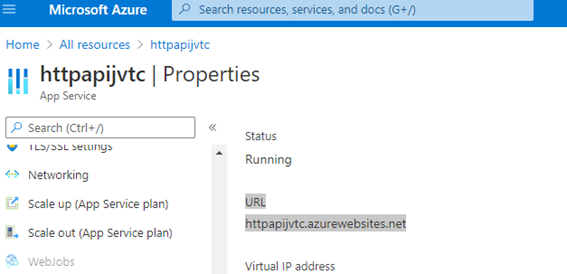 Microsoft Azure
Search resources, services, and docs (G+/)
Home > All resources > httpapijvtc
httpapijvtc | Properties
App Service
Search (Ctrl+/)
«
TLS/SSL settings
Networking
Scale up (App Service plan)
Scale out (App Service plan)
WebJobs
Status
Running
URL
httpapijvtc.azurewebsites.net
Virtual IP address